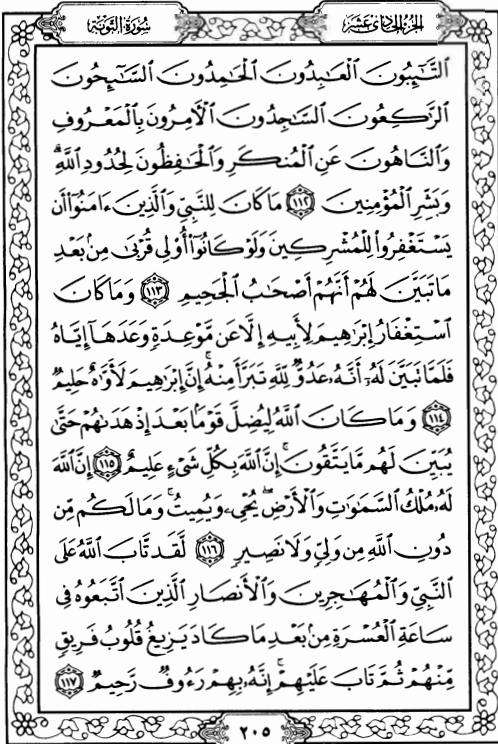 الجزء الحادي عشر
سورة التوبة
ٱلتَّٰٓئِبُونَ ٱلْعَٰبِدُونَ ٱلْحَٰمِدُونَ ٱلسَّٰٓئِحُونَ
ٱلرَّٰكِعُونَ ٱلسَّٰجِدُونَ ٱلْءَامِرُونَ بِٱلْمَعْرُوفِ
وَٱلنَّاهُونَ عَنِ ٱلْمُنكَرِ وَٱلْحَٰفِظُونَ لِحُدُودِ ٱللَّهِ ۗ
وَبَشِّرِ ٱلْمُؤْمِنِينَ ١١٢ مَا كَانَ لِلنَّبِيِّ وَٱلَّذِينَ ءَامَنُوٓا۟ أَن
يَسْتَغْفِرُوا۟ لِلْمُشْرِكِينَ وَلَوْ كَانُوٓا۟ أُو۟لِى قُرْبَىٰ مِنۢ بَعْدِ
مَا تَبَيَّنَ لَهُمْ أَنَّهُمْ أَصْحَٰبُ ٱلْجَحِيمِ ١١٣ وَمَا كَانَ
ٱسْتِغْفَارُ إِبْرَٰهِيمَ لِأَبِيهِ إِلَّا عَن مَّوْعِدَةٍ وَعَدَهَآ إِيَّاهُ
فَلَمَّا تَبَيَّنَ لَهُۥٓ أَنَّهُۥ عَدُوٌّ لِّلَّهِ تَبَرَّأَ مِنْهُ ۚ إِنَّ إِبْرَٰهِيمَ لَأَوَّٰهٌ حَلِيمٌ
١١٤ وَمَا كَانَ ٱللَّهُ لِيُضِلَّ قَوْمًۢا بَعْدَ إِذْ هَدَىٰهُمْ حَتَّىٰ
يُبَيِّنَ لَهُم مَّا يَتَّقُونَ ۚ إِنَّ ٱللَّهَ بِكُلِّ شَىْءٍ عَلِيمٌ ١١٥ إِنَّ ٱللَّهَ
لَهُۥ مُلْكُ ٱلسَّمَٰوَٰتِ وَٱلْأَرْضِ ۖ يُحْىِۦ وَيُمِيتُ ۚ وَمَا لَكُم مِّن
دُونِ ٱللَّهِ مِن وَلِىٍّ وَلَا نَصِيرٍ ١١٦ لَّقَد تَّابَ ٱللَّهُ عَلَى
ٱلنَّبِىِّ وَٱلْمُهَٰجِرِينَ وَٱلْأَنصَارِ ٱلَّذِينَ ٱتَّبَعُوهُ فِى
سَاعَةِ ٱلْعُسْرَةِ مِنۢ بَعْدِ مَا كَادَ يَزِيغُ قُلُوبُ فَرِيقٍ
مِّنْهُمْ ثُمَّ تَابَ عَلَيْهِمْ ۚ إِنَّهُۥ بِهِمْ رَءُوفٌ رَّحِيمٌ ١١٧
٢٠٥